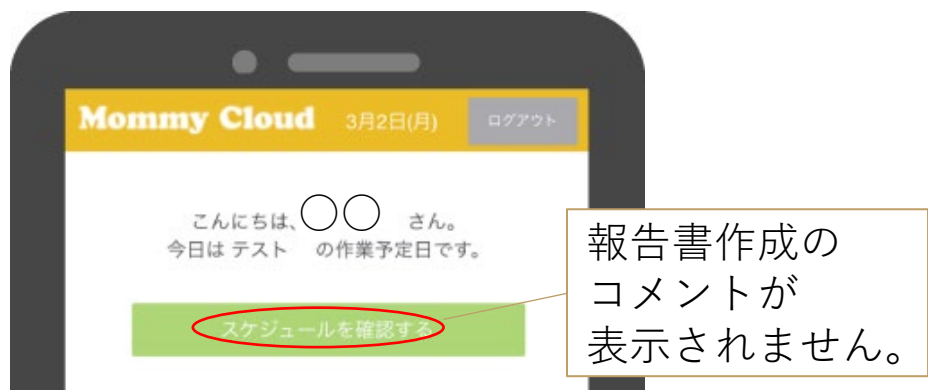 Mommy Cloud 3月2日(月) ログアウト
こんにちは、〇〇 さん。
今日は テスト の作業予定日です。
スケジュールを確認する
報告書作成の
コメントが
表示されません。